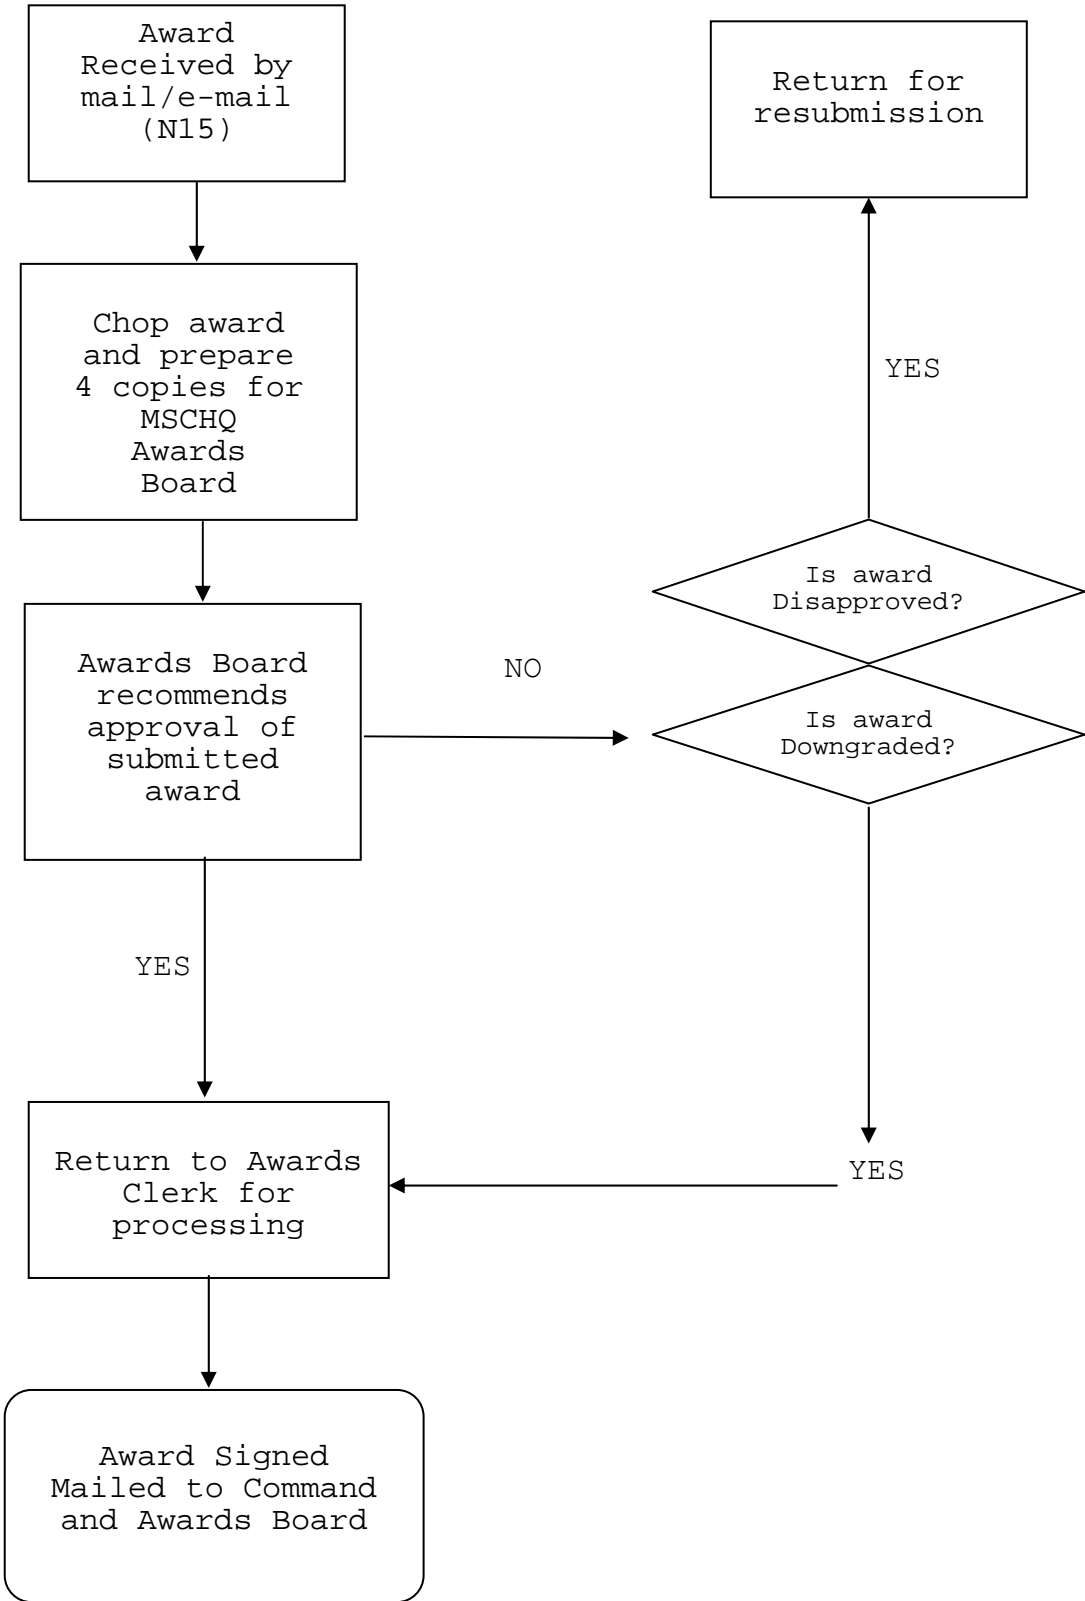 Award
Received by
mail/e-mail
(N15)
Return for
resubmission
Chop award
and prepare
4 copies for
MSCHQ
Awards
Board
YES
Is award
Disapproved?
Awards Board
recommends
approval of
submitted
award
NO
Is award
Downgraded?
YES
Return to Awards
Clerk for
processing
YES
Award Signed
Mailed to Command
and Awards Board